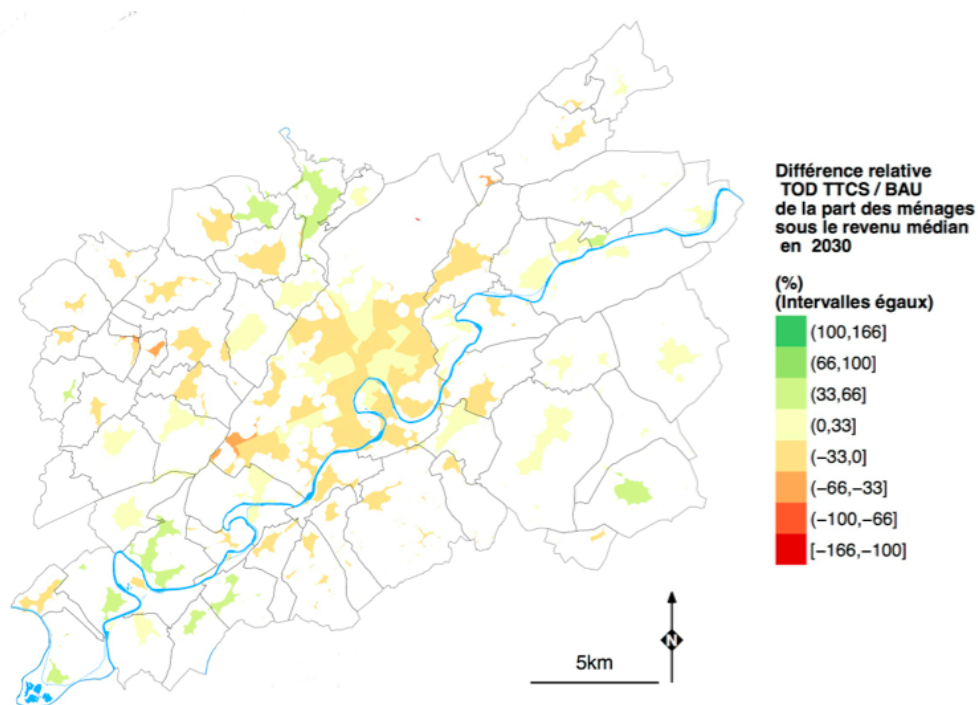 Différence relative
TOD TTCS / BAU
de la part des ménages
sous le revenu médian
en 2030
(%)
(Intervalles égaux)
(100,166]
(66,100]
(33,66]
(0,33]
(−33,0]
(−66,−33]
(−100,−66]
[−166,−100]
N
5km